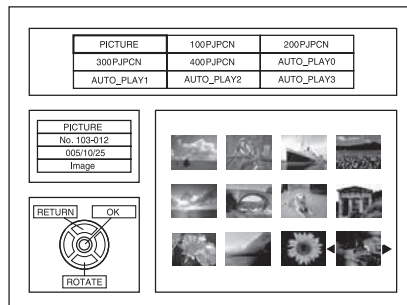 PICTURE 100PJPCN 200PJPCN
300PJPCN 400PJPCN AUTO_PLAY0
AUTO_PLAY1 AUTO_PLAY2 AUTO_PLAY3
PICTURE
No. 103-012
005/10/25
Image
RETURN OK
ROTATE